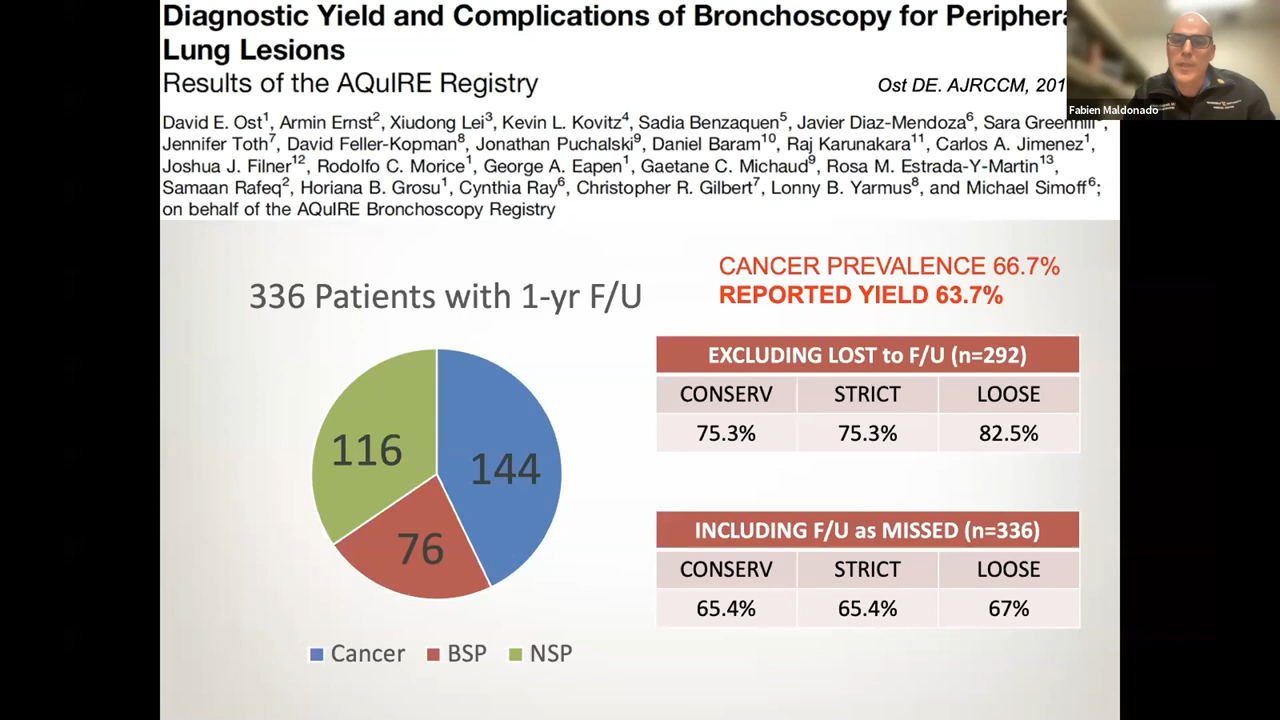 Diagnostic Yield and Complications of Bronchoscopy for Periphera
Lung Lesions
Results of the AQuIRE Registry
Ost DE. AJRCCM, 201
Fabien Maldonado
David E. Ost1, Armin Ernst2, Xiudong Lei3, Kevin L. Kovitz4, Sadia Benzaquen5, Javier Diaz-Mendoza6, Sara Greenhill
Jennifer Toth7, David Feller-Kopman8, Jonathan Puchalski9, Daniel Baram10, Raj Karunakara11, Carlos A. Jimenez1,
Joshua J. Filner12, Rodolfo C. Morice1, George A. Eapen1, Gaetane C. Michaud9, Rosa M. Estrada-Y-Martin13,
Samaan Rafeq2, Horiana B. Grosu1, Cynthia Ray6, Christopher R. Gilbert7, Lonny B. Yarmus8, and Michael Simoff6;
on behalf of the AQuIRE Bronchoscopy Registry
336 Patients with 1-yr F/U
116
144
76
Cancer BSP NSP
CANCER PREVALENCE 66.7%
REPORTED YIELD 63.7%
EXCLUDING LOST to F/U (n=292)
CONSERV STRICT LOOSE
75.3% 75.3% 82.5%
INCLUDING F/U as MISSED (n=336)
CONSERV STRICT LOOSE
65.4% 65.4% 67%